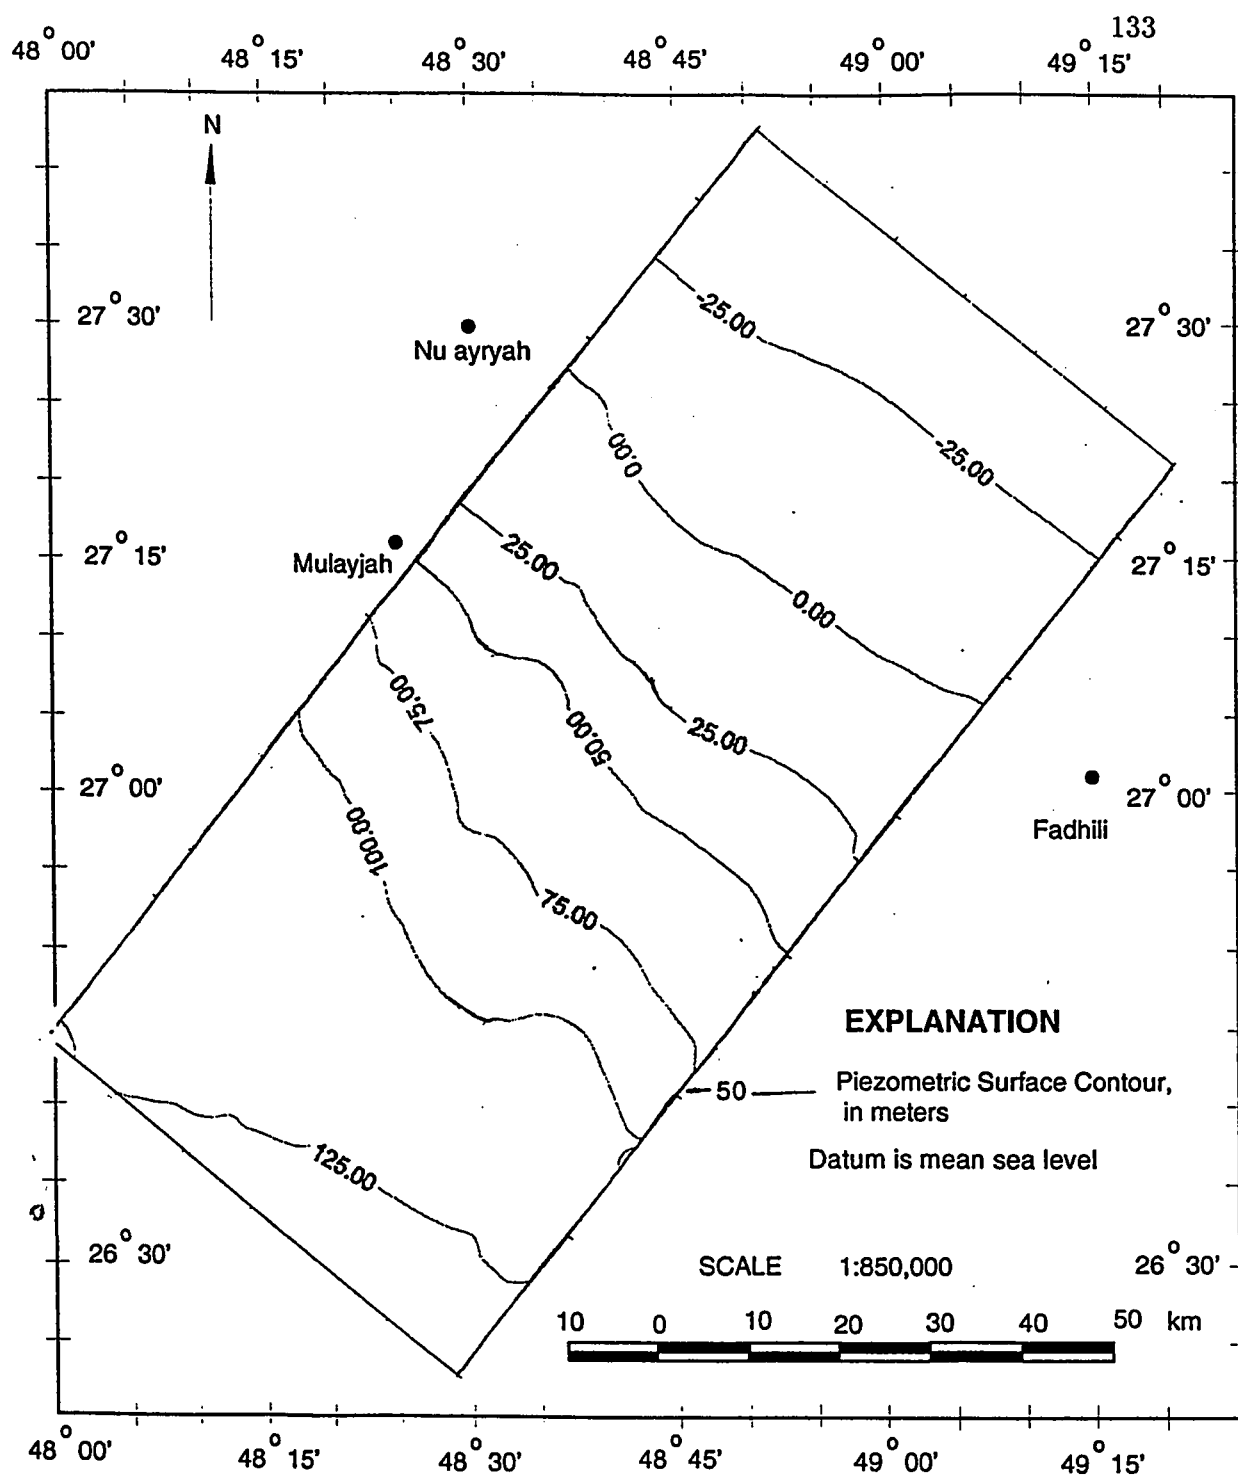 133
48° 00' 48° 15' 48° 30' 48° 45' 49° 00' 49° 15'
N
27° 30'
27° 30'
Nu ayryah
-25.00
-25.00
0.00
27° 15'
27° 15'
Mulayjah
25.00
0.00
75.00
50.00
25.00
27° 00'
27° 00'
Fadhili
100.00
75.00
EXPLANATION
50
Piezometric Surface Contour,
in meters
Datum is mean sea level
125.00
26° 30'
26° 30'
SCALE 1:850,000
10 0 10 20 30 40 50 km
48° 00' 48° 15' 48° 30' 48° 45' 49° 00' 49° 15'